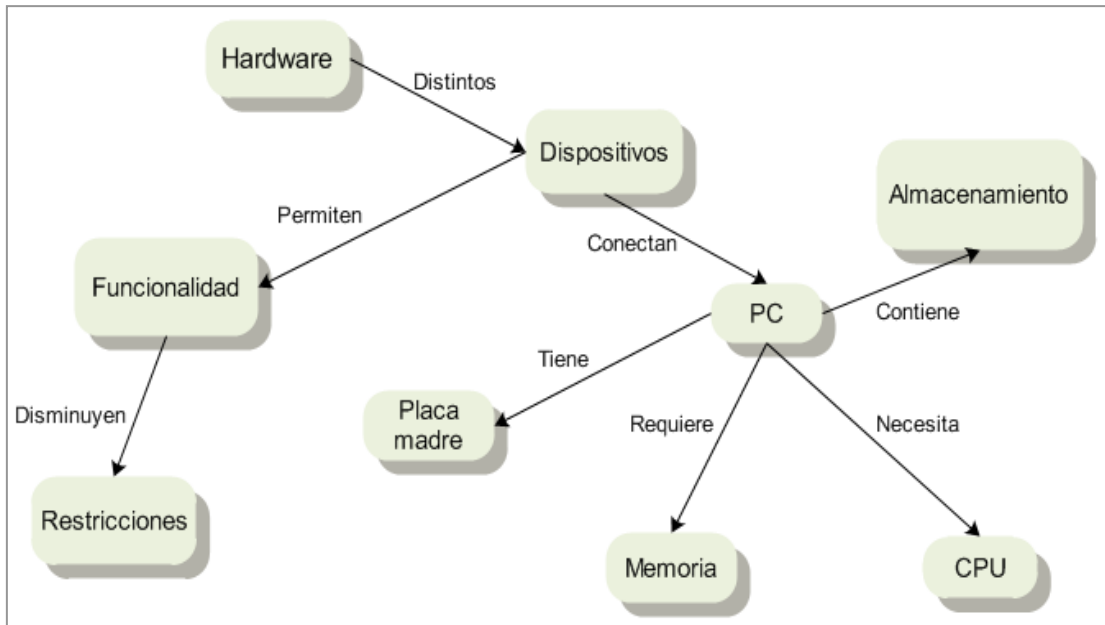 Hardware
Distintos
Dispositivos
Almacenamiento
Permiten
Conectan
Funcionalidad
PC
Contiene
Tiene
Disminuyen
Placa
madre
Requiere
Necesita
Restricciones
Memoria
CPU